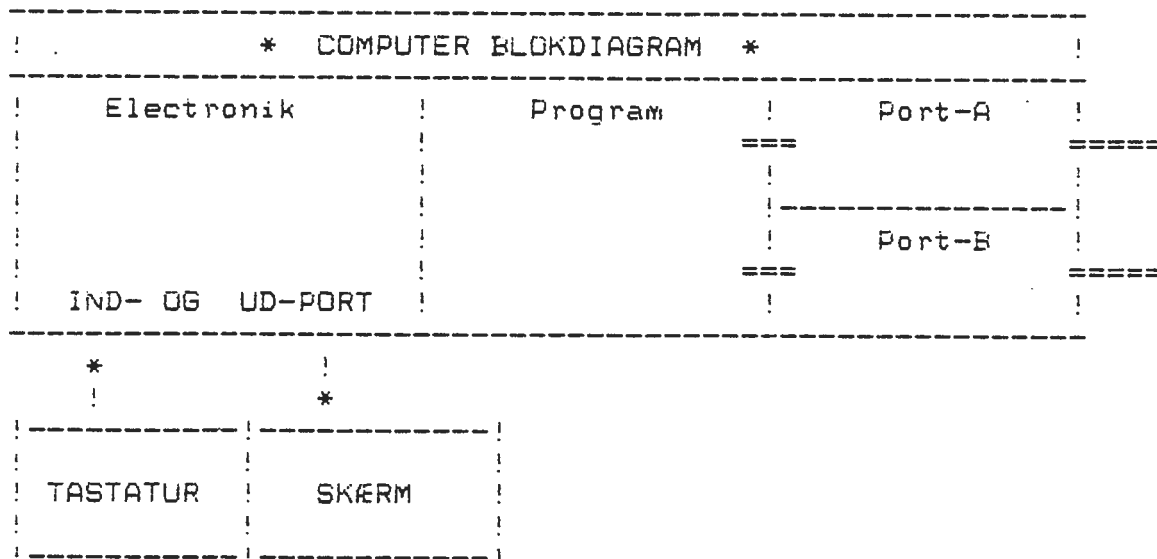 * COMPUTER BLOKDIAGRAM *
Electronik Program Port-A
Port-B
IND- OG UD-PORT
TASTATUR SKÆRM